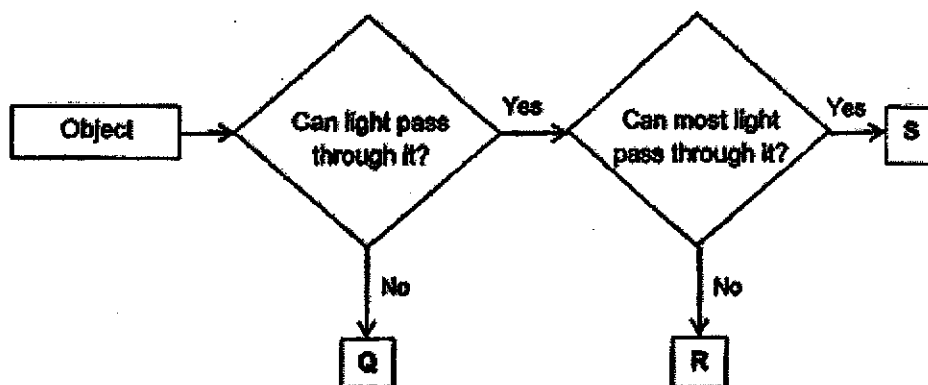 Object
Can light pass
through it?
Yes
Can most light
pass through it?
Yes
S
No
No
Q
R